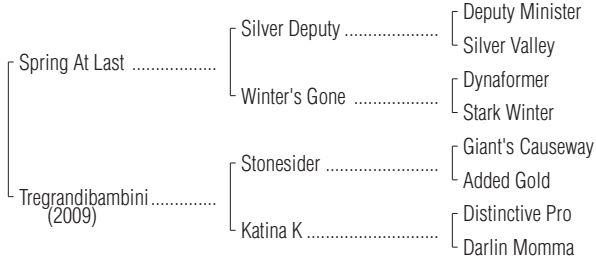 Deputy Minister
Silver Deputy ....................
Silver Valley
Spring At Last ..................
Dynaformer
Winter's Gone ..................
Stark Winter
Giant's Causeway
Stonesider ........................
Added Gold
Tregrandibambini..............
(2009)
Distinctive Pro
Katina K ............................
Darlin Momma